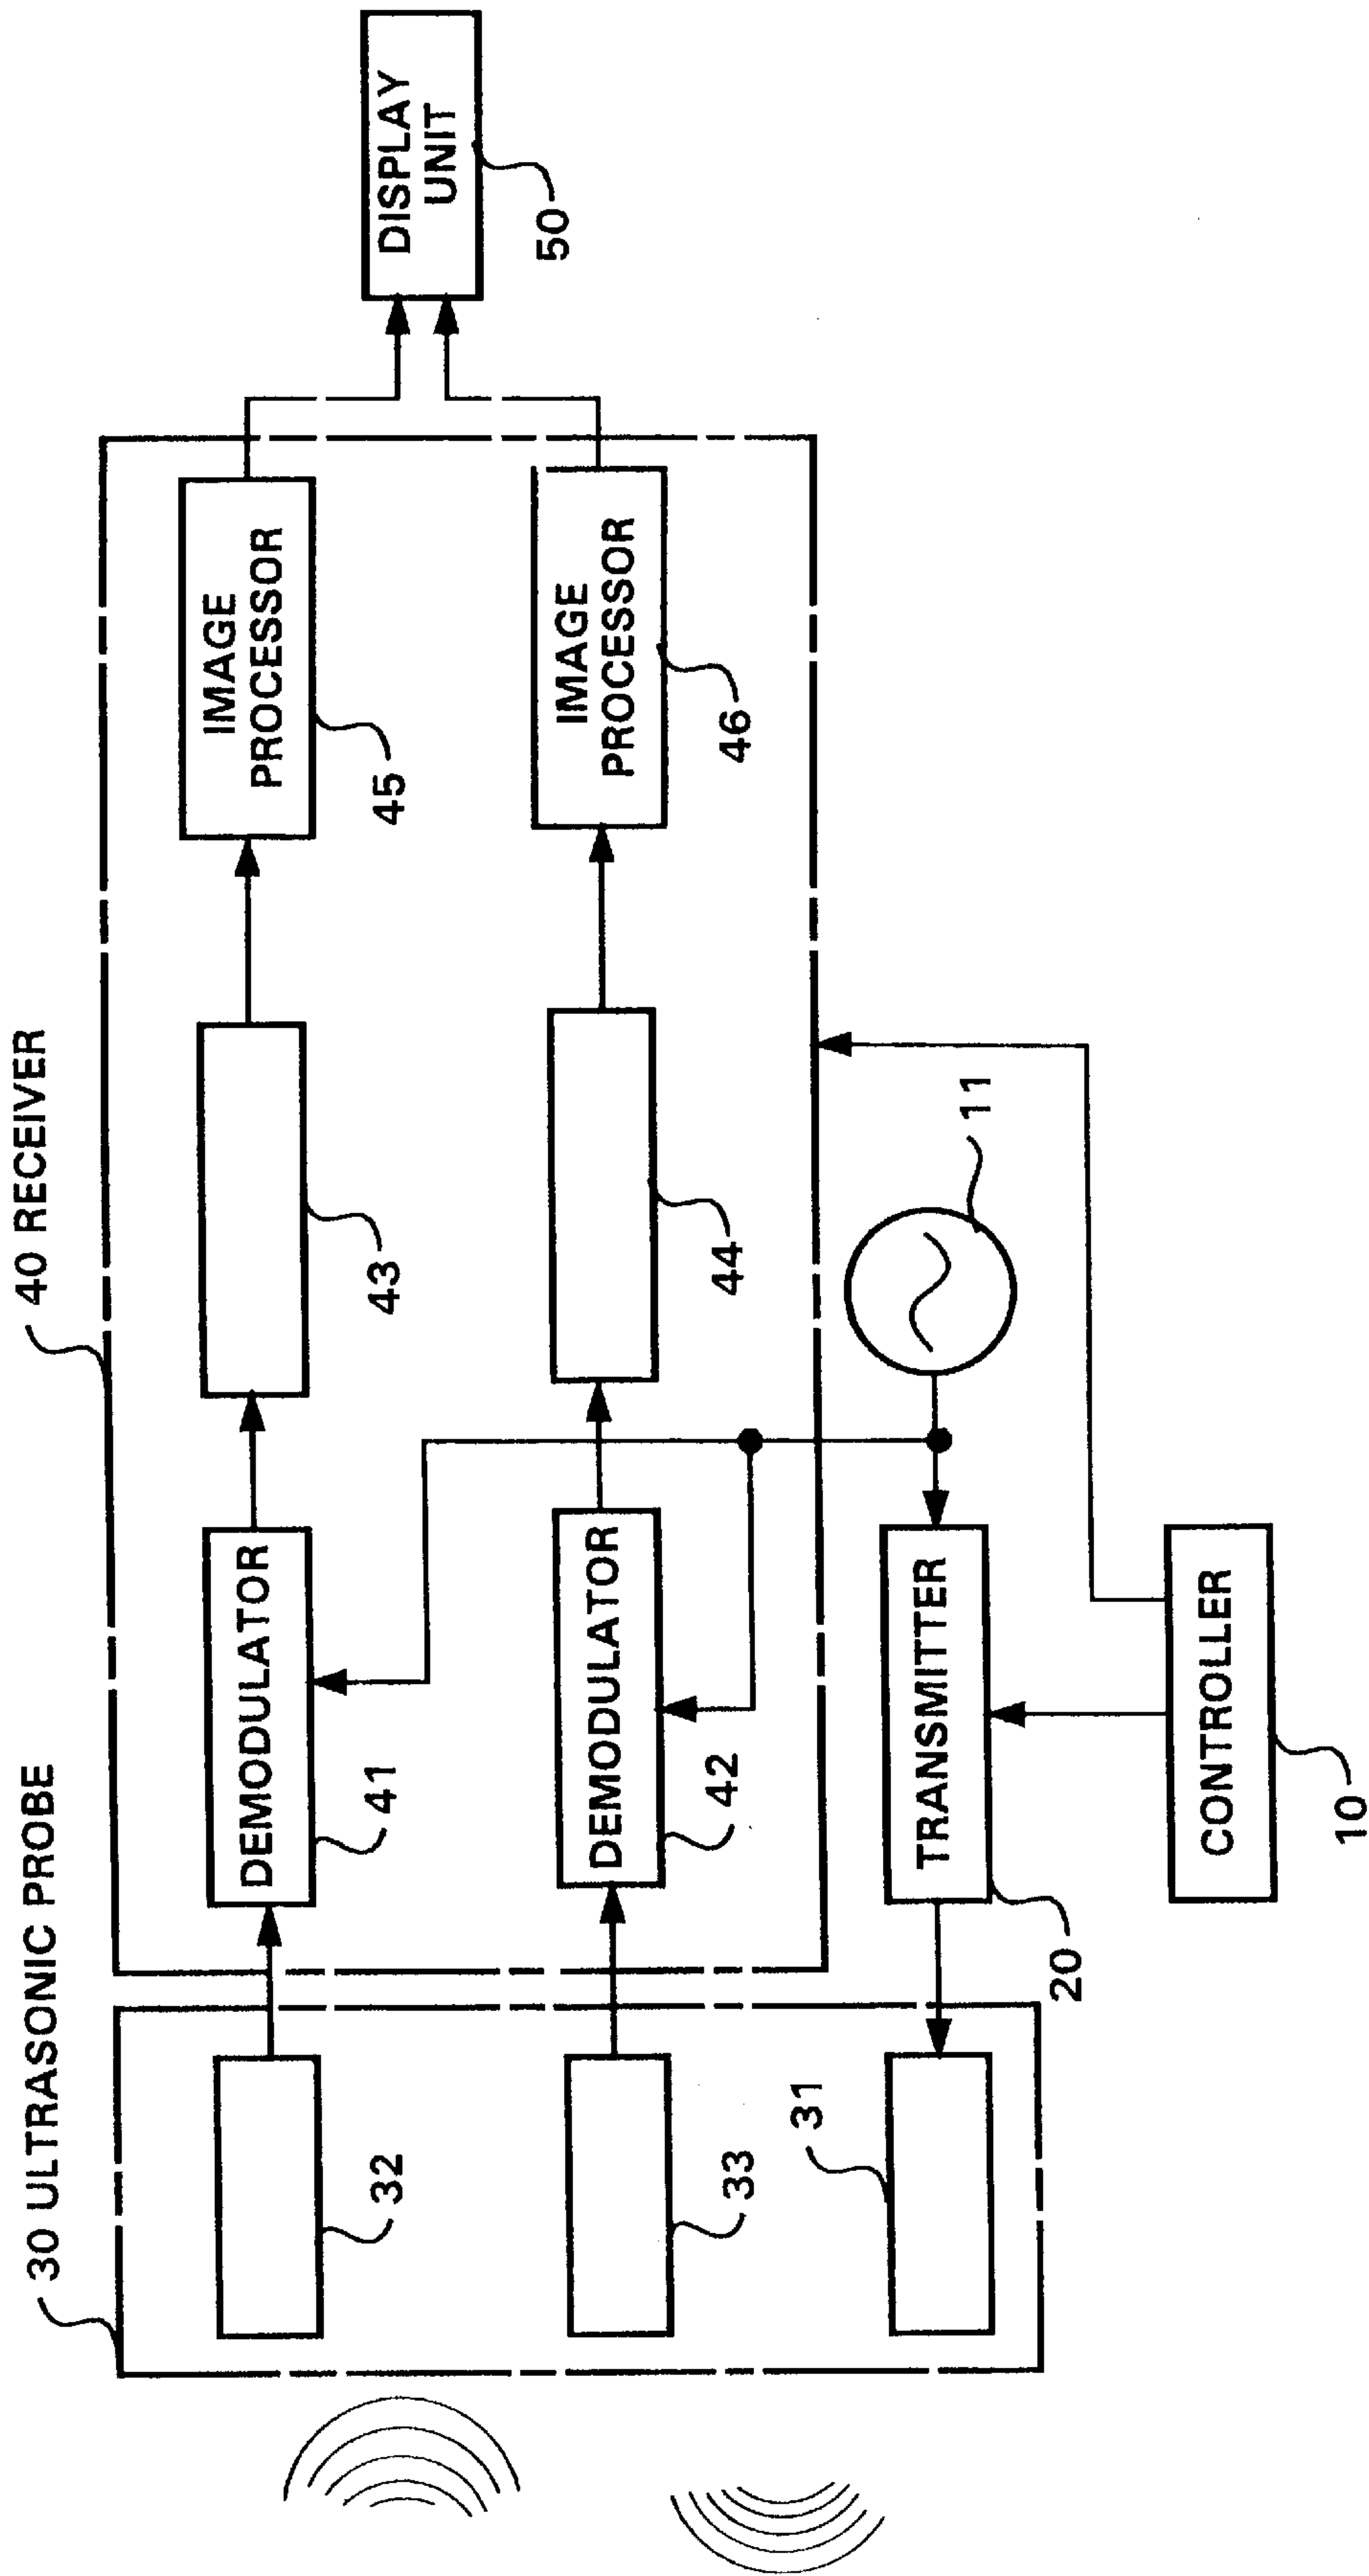 30 ULTRASONIC PROBE
40 RECEIVER
32
DEMODULATOR
41
43
IMAGE
PROCESSOR
45
DISPLAY
UNIT
50
33
DEMODULATOR
42
44
IMAGE
PROCESSOR
46
31
TRANSMITTER
20
11
CONTROLLER
10